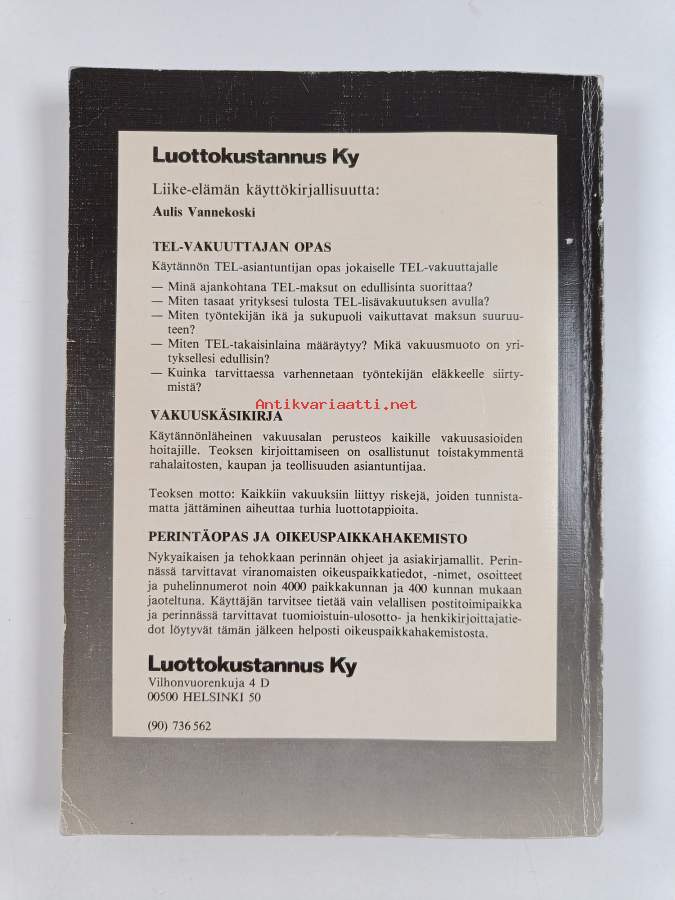 Luottokustannus Ky
Liike-elämän käyttökirjallisuutta:
Aulis Vannekoski
TEL-VAKUUTTAJAN OPAS
Käytännön TEL-asiantuntijan opas jokaiselle TEL-vakuuttajalle
— Minä ajankohtana TEL-maksut on edullisinta suorittaa?
— Miten tasaat yrityksesi tulosta TEL-lisävakuutuksen avulla?
— Miten työntekijän ikä ja sukupuoli vaikuttavat maksun suuruu-
teen?
— Miten TEL-takaisinlaina määräytyy? Mikä vakuusmuoto on yri-
tyksellesi edullisin?
— Kuinka tarvittaessa varhennetaan työntekijän eläkkeelle siirty-
mistä?
Antikvariaatti.net
VAKUUSKÄSIKIRJA
Käytännönläheinen vakuusalan perusteos kaikille vakuusasioiden
hoitajille. Teoksen kirjoittamiseen on osallistunut toistakymmentä
rahalaitosten, kaupan ja teollisuuden asiantuntijaa.
Teoksen motto: Kaikkiin vakuuksiin liittyy riskejä, joiden tunnista-
matta jättäminen aiheuttaa turhia luottotappioita.
PERINTÄOPAS JA OIKEUSPAIKKAHAKEMISTO
Nykyaikaisen ja tehokkaan perinnän ohjeet ja asiakirjamallit. Perin-
nässä tarvittavat viranomaisten oikeuspaikkatiedot, -nimet, osoitteet
ja puhelinnumerot noin 4000 paikkakunnan ja 400 kunnan mukaan
jaoteltuna. Käyttäjän tarvitsee tietää vain velallisen postitoimipaikka
ja perinnässä tarvittavat tuomioistuin-ulosotto- ja henkikirjoittajatie-
dot löytyvät tämän jälkeen helposti oikeuspaikkahakemistosta.
Luottokustannus Ky
Vilhonvuorenkuja 4 D
00500 HELSINKI 50
(90) 736 562